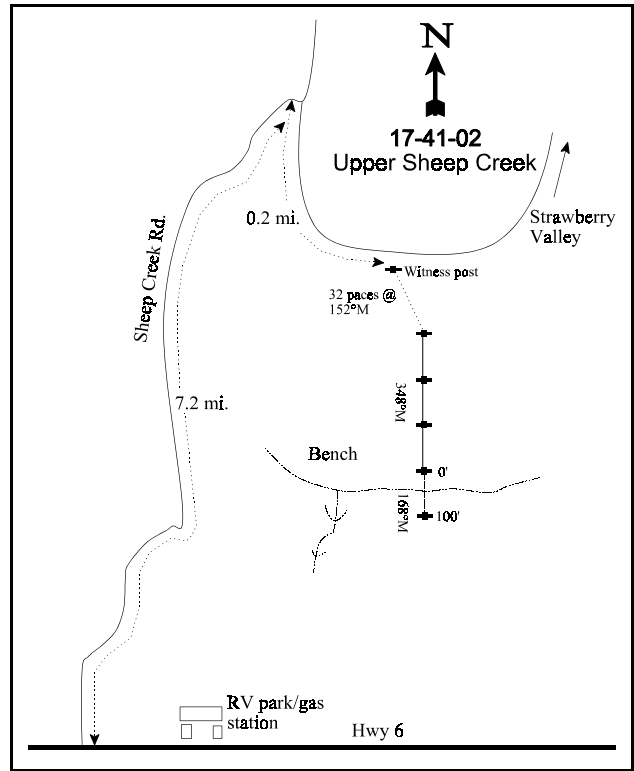 N
17-41-02
Upper Sheep Creek
0.2 mi.
Strawberry
Valley
Sheep Creek Rd.
Witness post
32 paces @
152°M
7.2 mi.
348°M
Bench
0'
168°M
100'
RV park/gas
station
Hwy 6